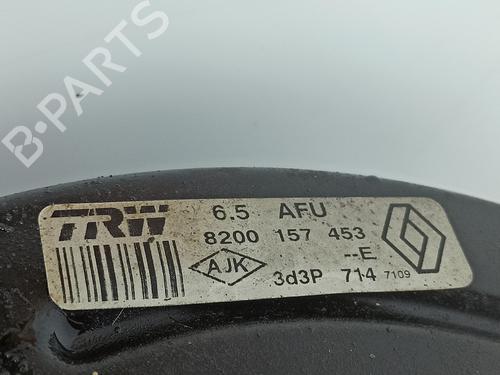 B-PARTS
TRW 6.5 AFU
8200 157 453
--E
AJK 3d3P 714 7109